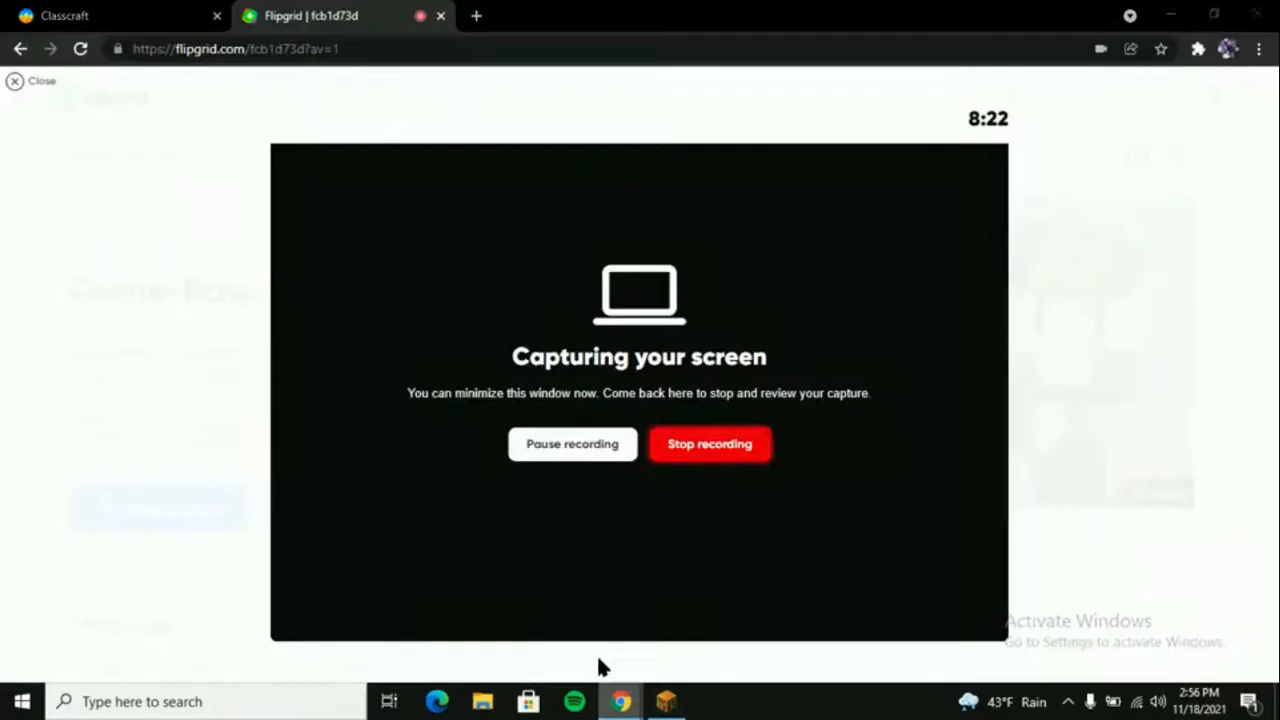 Classcraft
Flipgrid | fcb1d73d
https://flipgrid.com/fcb1d73d?av=1
Close
8:22
Capturing your screen
You can minimize this window now. Come back here to stop and review your capture.
Pause recording
Stop recording
Activate Windows
Go to Settings to activate Windows.
Type here to search
43°F Rain
2:56 PM
11/18/2021
1